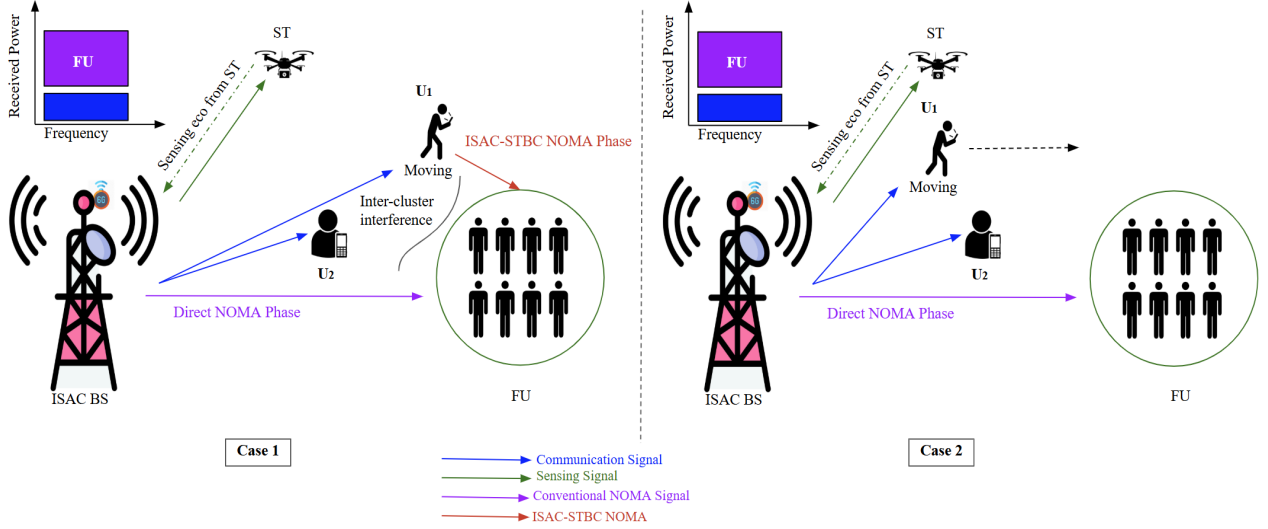 Received Power
FU
Frequency
ST
Sensing eco from ST
U1
Moving
ISAC-STBC NOMA Phase
Inter-cluster
interference
6G
U2
Direct NOMA Phase
ISAC BS
FU
Case 1
Received Power
FU
Frequency
ST
Sensing eco from ST
U1
Moving
6G
U2
Direct NOMA Phase
ISAC BS
FU
Case 2
Communication Signal
Sensing Signal
Conventional NOMA Signal
ISAC-STBC NOMA